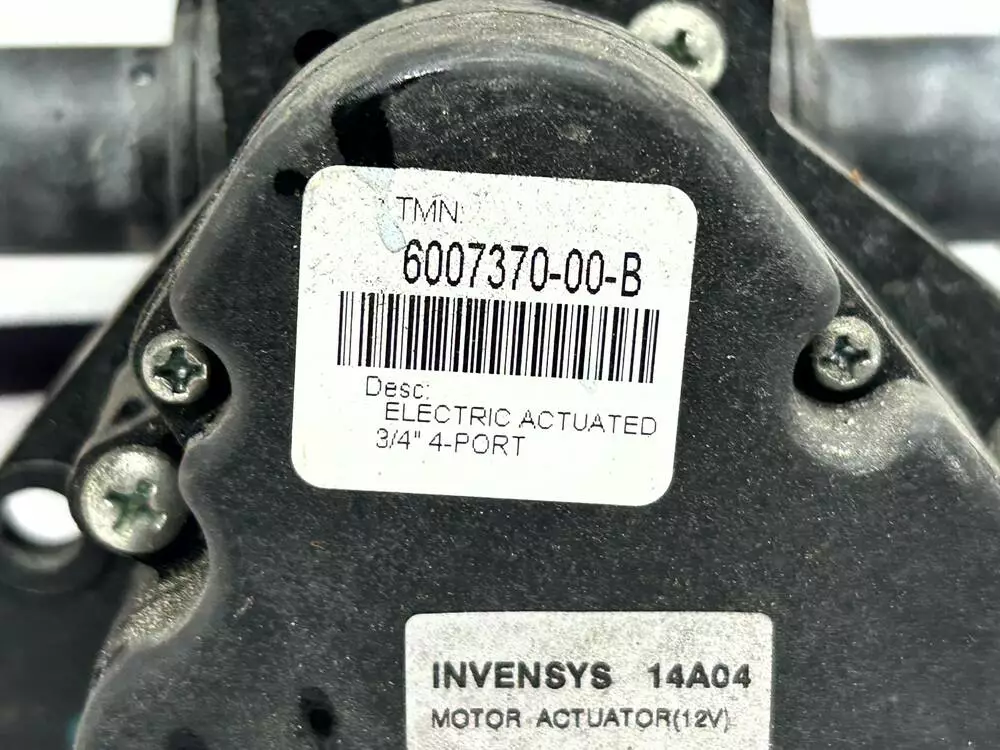 TMN:
6007370-00-B
Desc:
ELECTRIC ACTUATED
3/4" 4-PORT
INVENSYS 14A04
MOTOR ACTUATOR(12V)